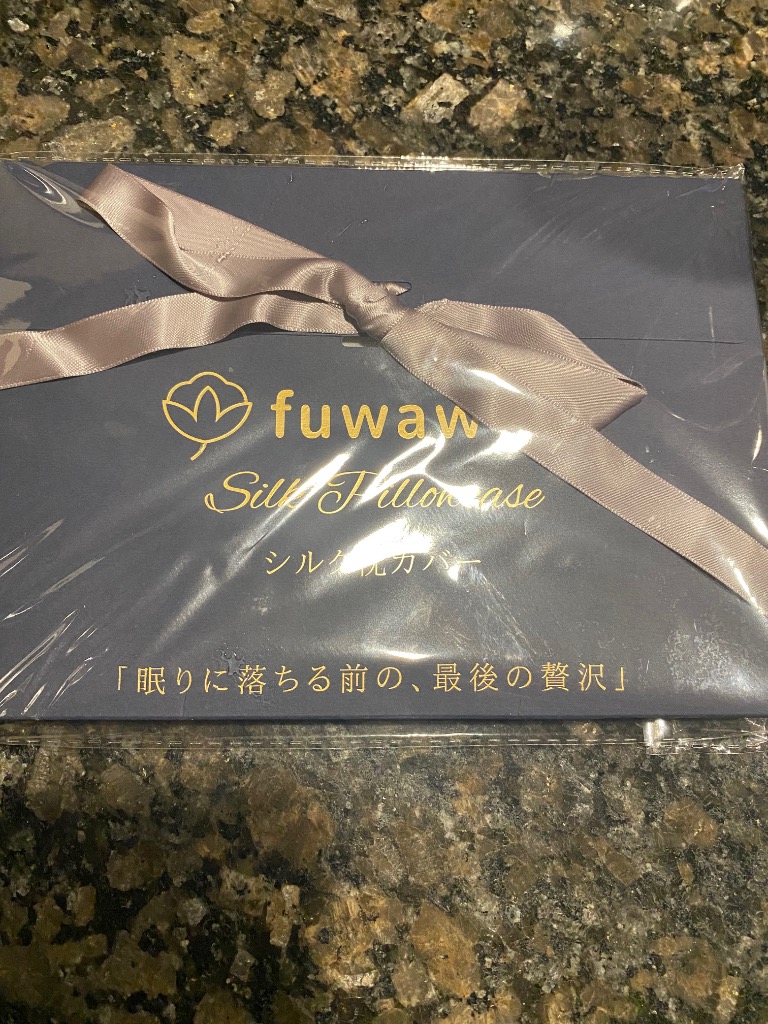 fuwaw
Silk Pillowcase
シルク枕カバー
「眠りに落ちる前の、最後の贅沢」